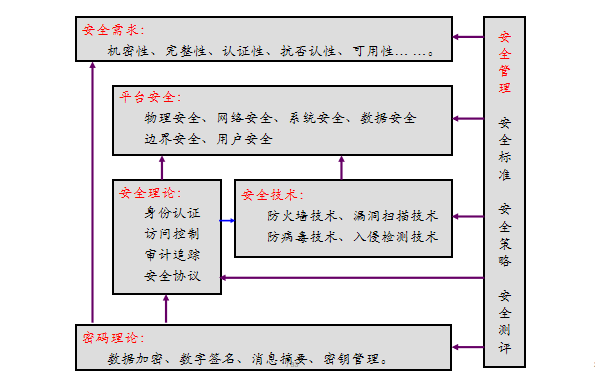 安全需求:
机密性、完整性、认证性、抗否认性、可用性… …。
平台安全:
物理安全、网络安全、系统安全、数据安全
边界安全、用户安全
安全理论:
身份认证
访问控制
审计追踪
安全协议
安全技术:
防火墙技术、漏洞扫描技术
防病毒技术、入侵检测技术
密码理论:
数据加密、数字签名、消息摘要、密钥管理。
安全管理
安全标准
安全策略
安全测评